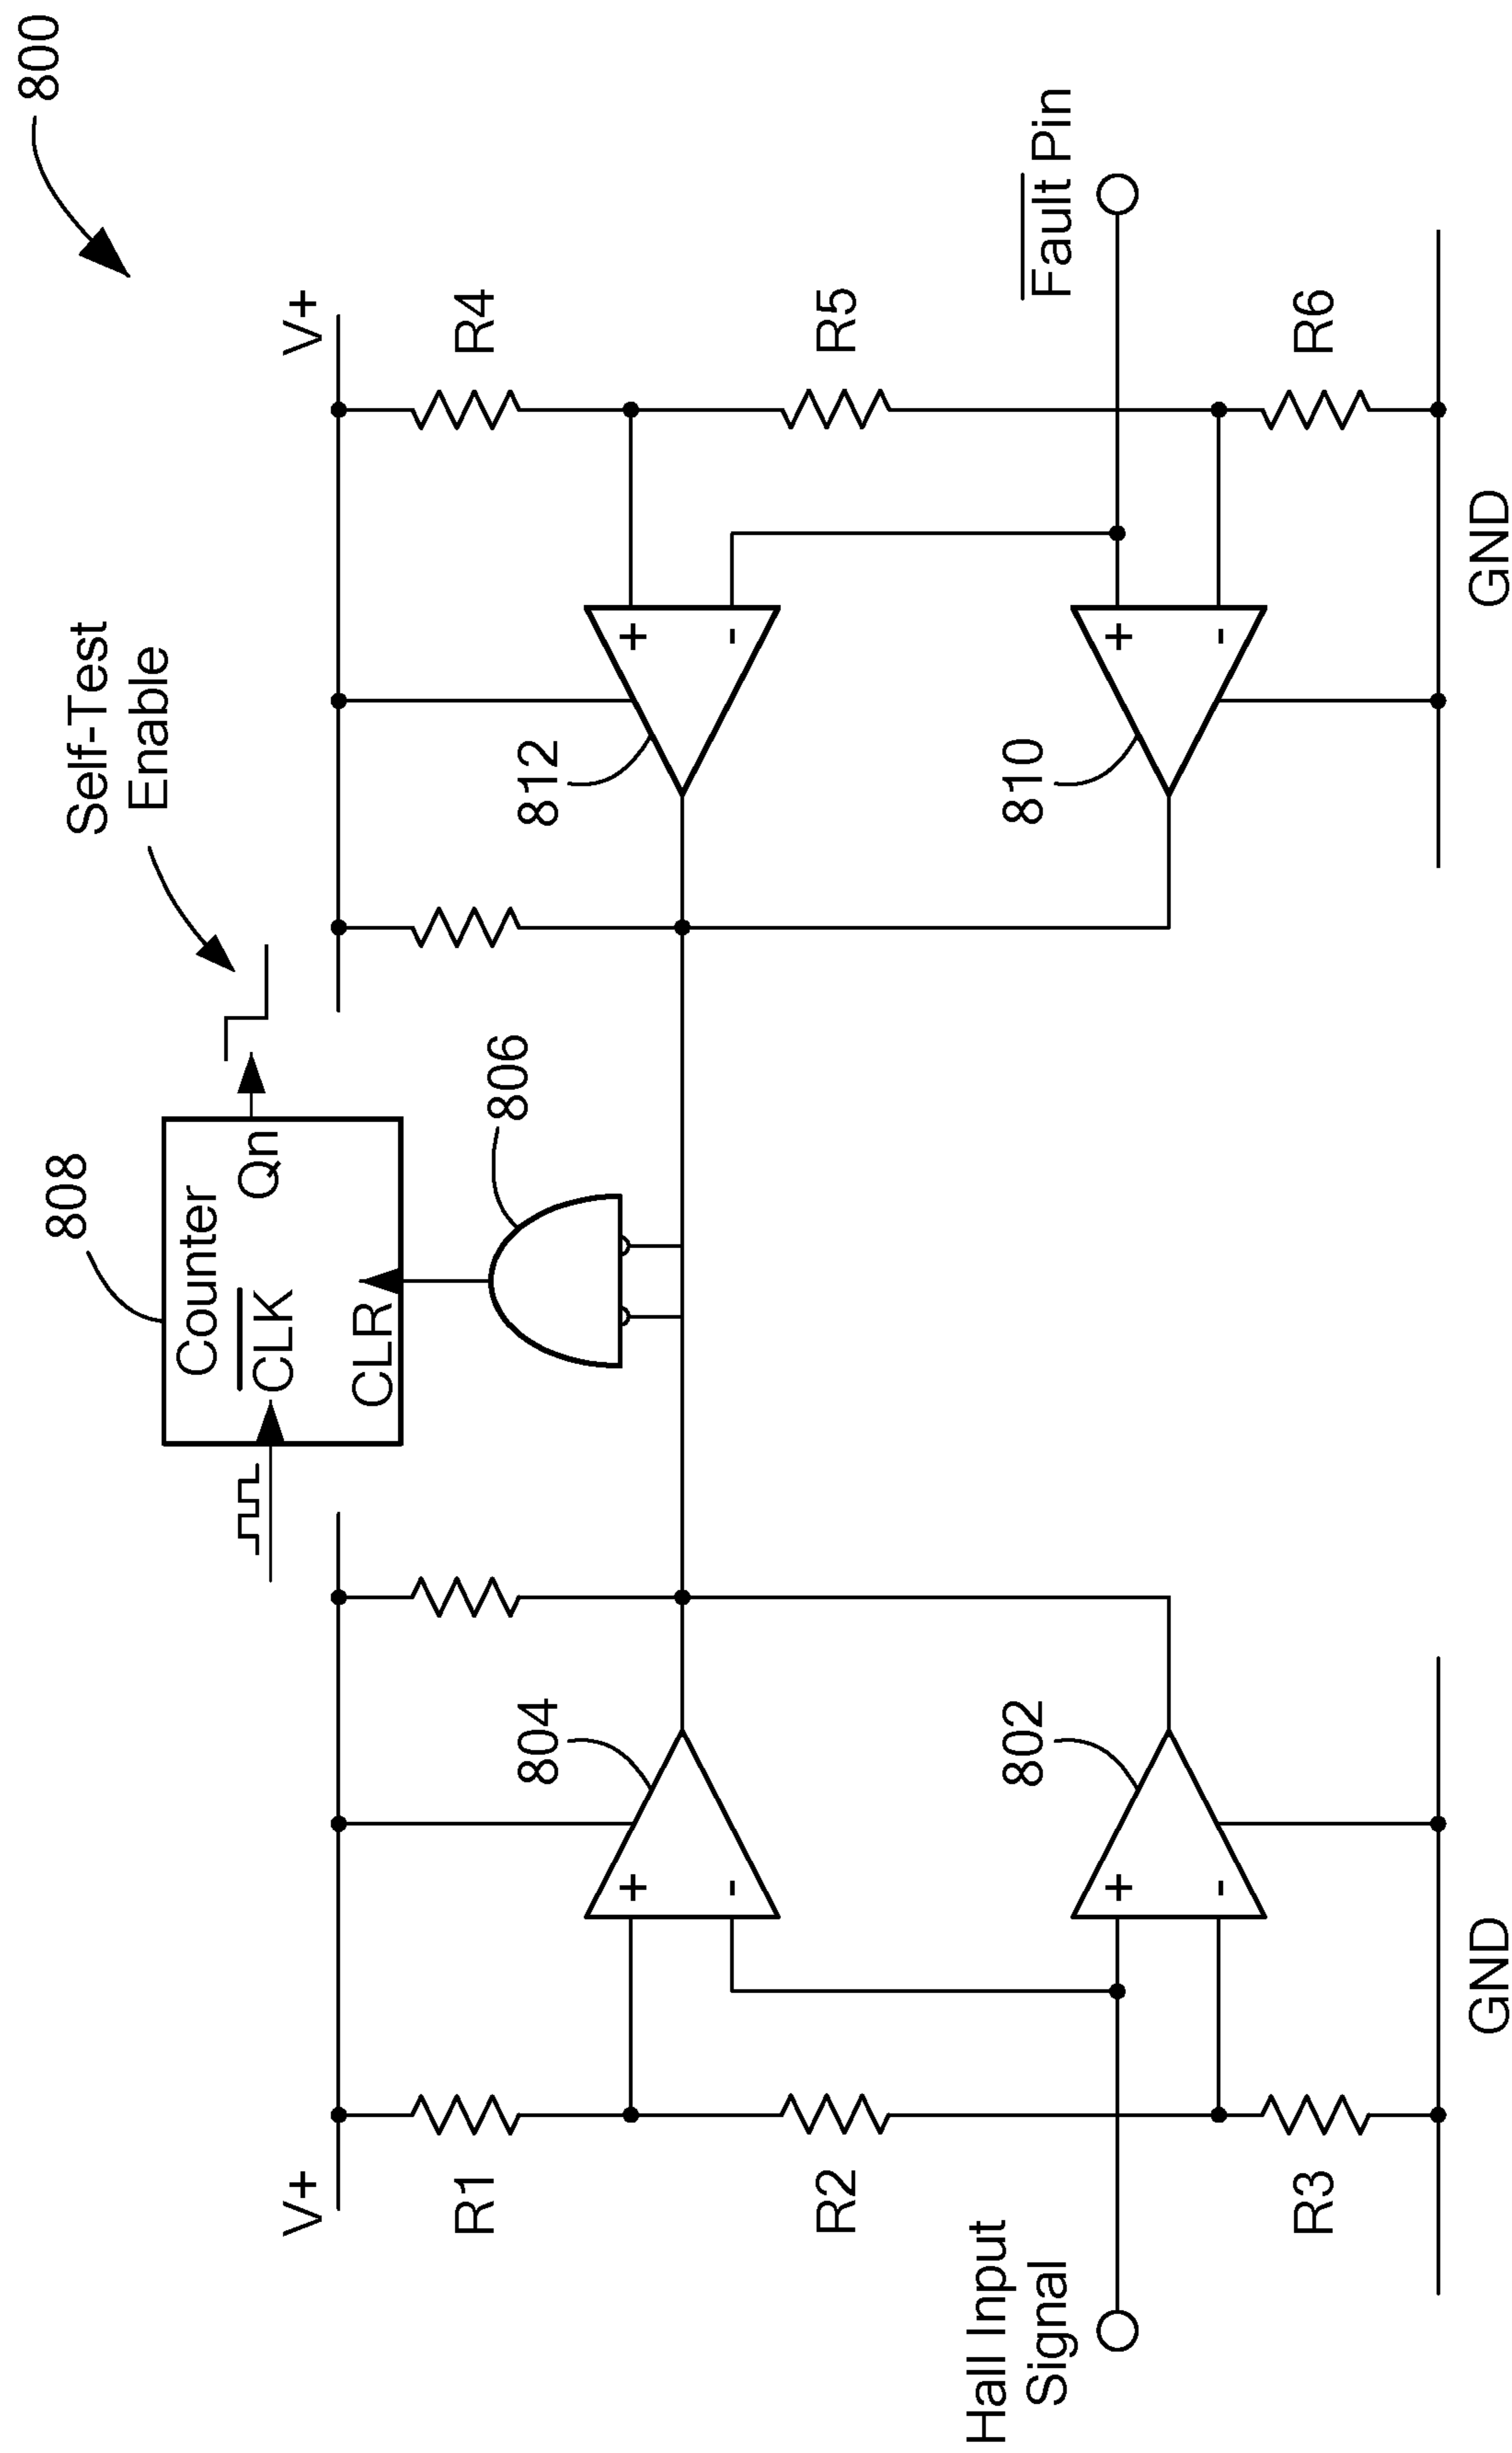 800
Self-Test
Enable
808
Counter
CLK
Qn
CLR
V+
V+
806
R1
804
+
-
812
+
-
R4
R2
R5
Hall Input
Signal
802
+
-
810
+
-
Fault Pin
R3
R6
GND
GND